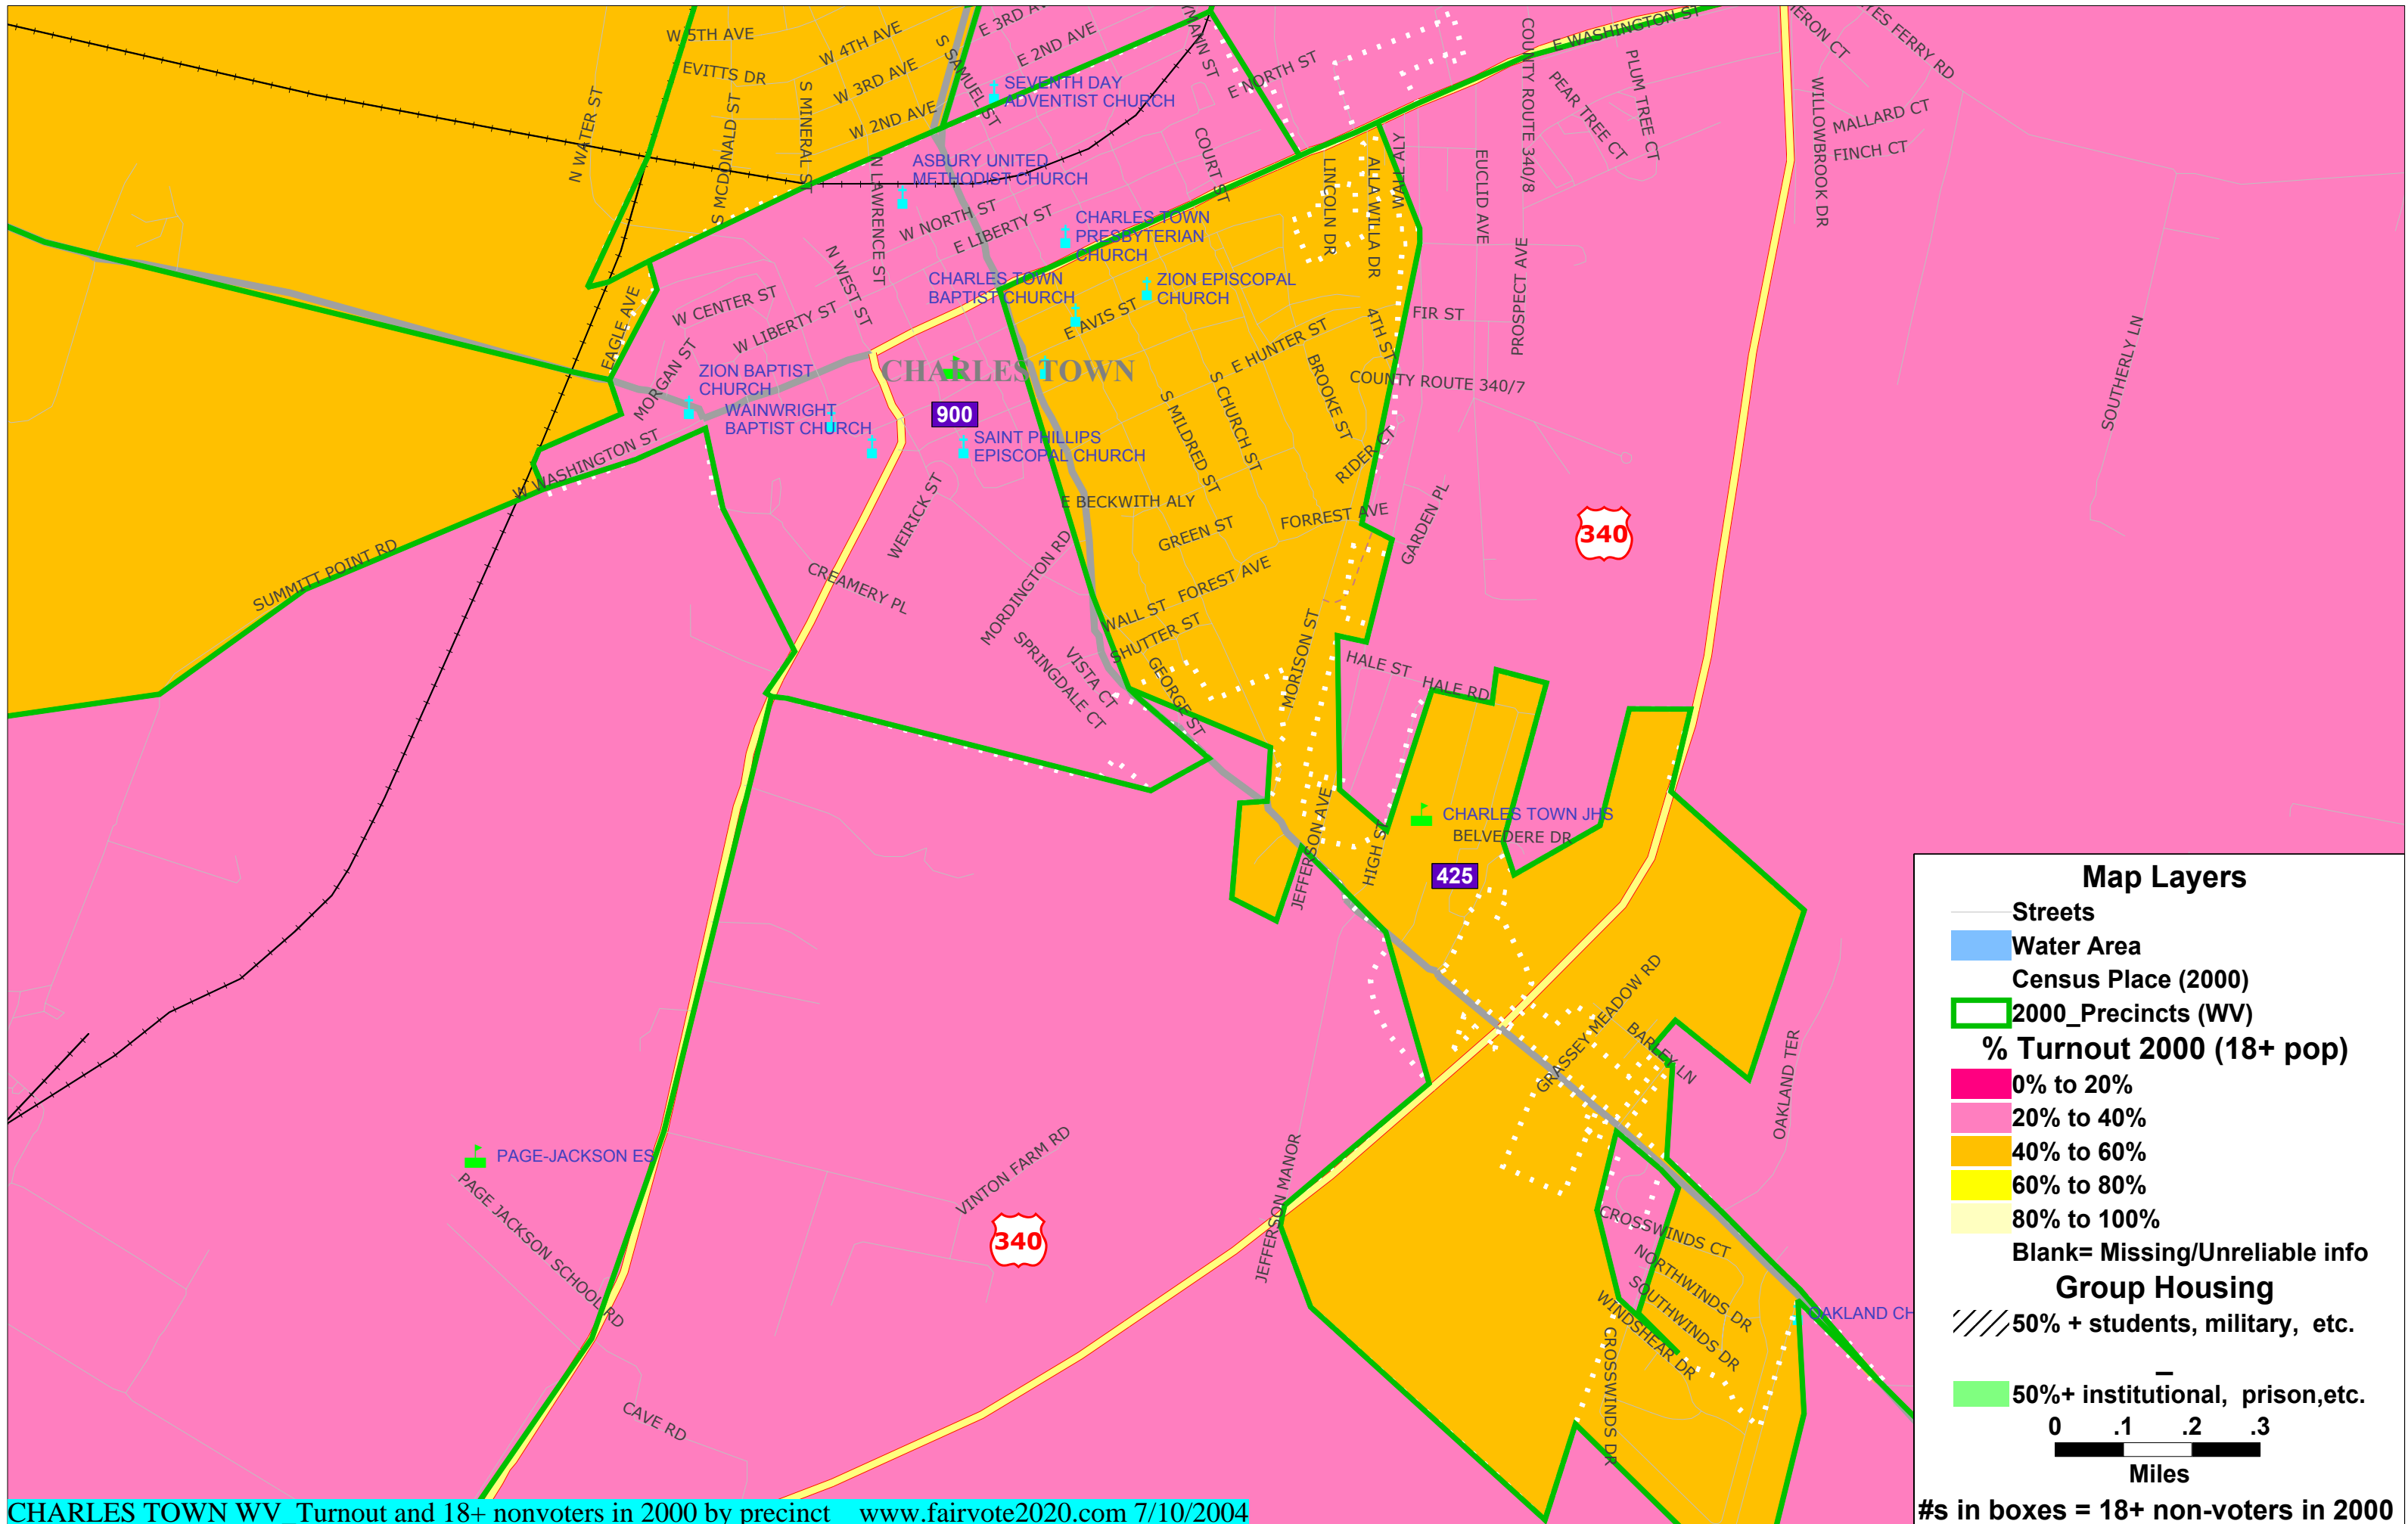 W 5TH AVE
W 4TH AVE
E 3RD AV
E 2ND AVE
S SAMUEL ST
EVITTS DR
W 3RD AVE
W 2ND AVE
SEVENTH DAY
ADVENTIST CHURCH
N WATER ST
S MCDONALD ST
S MINERAL ST
N LAWRENCE ST
ASBURY UNITED
METHODIST CHURCH
YMANN ST
E NORTH ST
COURT ST
E WASHINGTON ST
COUNTY ROUTE 340/8
PEAR TREE CT
PLUM TREE CT
ERON CT
TES FERRY RD
WILLOWBROOK DR
MALLARD CT
FINCH CT
SOUTHERLY LN
W NORTH ST
E LIBERTY ST
CHARLES TOWN
PRESBYTERIAN
CHURCH
LINCOLN DR
ALLA WILLA DR
WALL ALY
EUCLID AVE
PROSPECT AVE
EAGLE AVE
W CENTER ST
W LIBERTY ST
N WEST ST
CHARLES TOWN
BAPTIST CHURCH
ZION EPISCOPAL
CHURCH
E AVIS ST
E HUNTER ST
4TH ST
FIR ST
COUNTY ROUTE 340/7
CHARLES TOWN
MORGAN ST
ZION BAPTIST
CHURCH
WAINWRIGHT
BAPTIST CHURCH
900
SAINT PHILLIPS
EPISCOPAL CHURCH
S MILDRED ST
S CHURCH ST
BROOKE ST
RIDER CT
W WASHINGTON ST
WEIRICK ST
E BECKWITH ALY
GREEN ST
FORREST AVE
GARDEN PL
340
SUMMITT POINT RD
CREAMERY PL
MORDINGTON RD
WALL ST
FOREST AVE
SHUTTER ST
SPRINGDALE CT
VISTA CT
GEORGE ST
MORISON ST
HALE ST
HALE RD
JEFFERSON AVE
HIGH ST
CHARLES TOWN JHS
BELVEDERE DR
425
GRASSEY MEADOW RD
BARLEY LN
OAKLAND TER
PAGE-JACKSON ES
PAGE JACKSON SCHOOL RD
VINTON FARM RD
340
JEFFERSON MANOR
CROSSWINDS CT
NORTHWINDS DR
SOUTHWINDS DR
WINDSHEAR DR
CROSSWINDS DR
OAKLAND CH
CAVE RD
Map Layers
Streets
Water Area
Census Place (2000)
2000_Precincts (WV)
% Turnout 2000 (18+ pop)
0% to 20%
20% to 40%
40% to 60%
60% to 80%
80% to 100%
Blank= Missing/Unreliable info
Group Housing
50% + students, military, etc.
_
50%+ institutional, prison,etc.
0 .1 .2 .3
Miles
#s in boxes = 18+ non-voters in 2000
CHARLES TOWN WV_Turnout and 18+ nonvoters in 2000 by precinct www.fairvote2020.com 7/10/2004